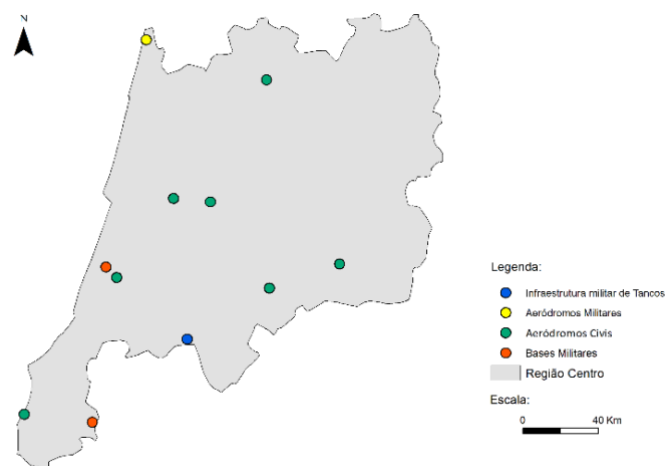 N
Legenda:
Infraestrutura militar de Tancos
Aeródromos Militares
Aeródromos Civis
Bases Militares
Região Centro
Escala:
0 40 Km